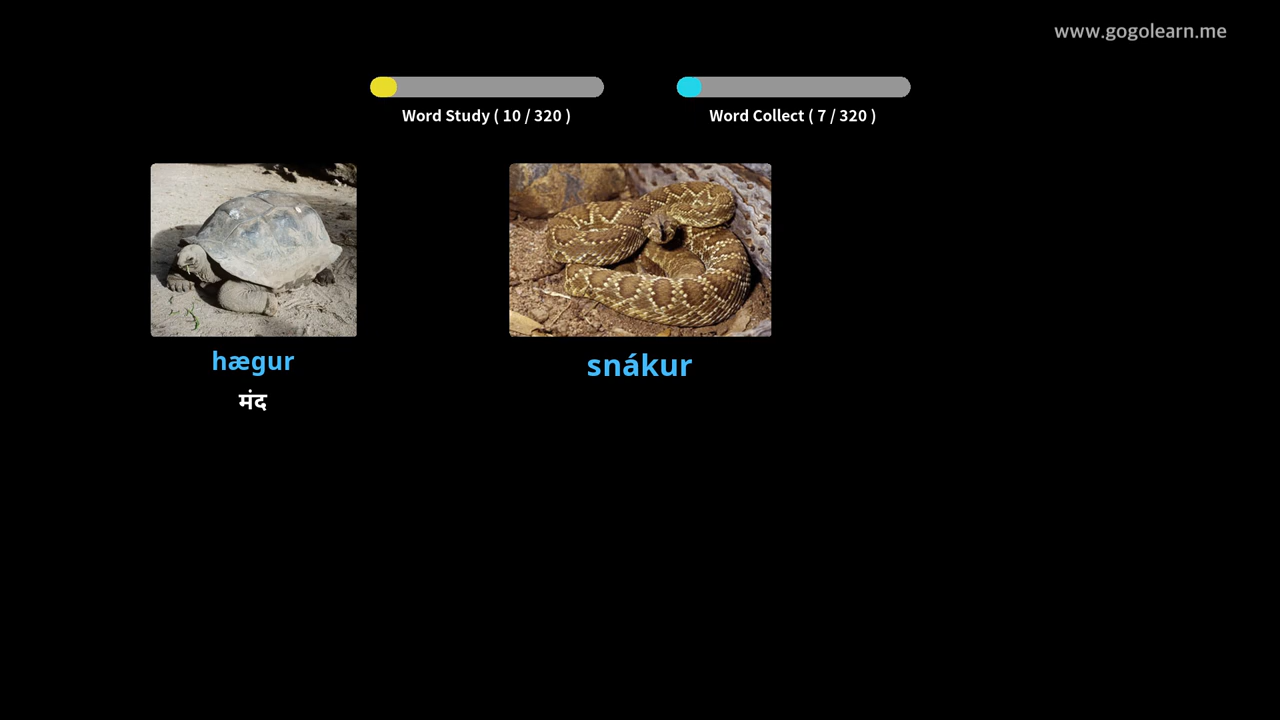 www.gogolearn.me
Word Study ( 10 / 320 )
Word Collect ( 7 / 320 )
hægur
मंद
snákur